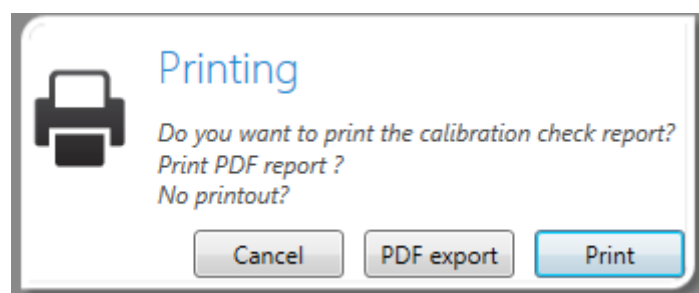 Printing
Do you want to print the calibration check report?
Print PDF report ?
No printout?
Cancel PDF export Print